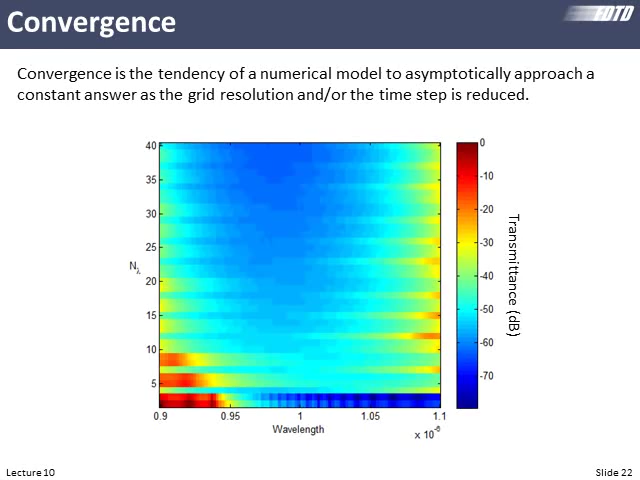 Convergence
FDTD
Convergence is the tendency of a numerical model to asymptotically approach a
constant answer as the grid resolution and/or the time step is reduced.
40
35
30
25
20
15
10
5
Nλ
0.9
0.95
1
1.05
1.1
Wavelength
x 10⁻⁶
0
-10
-20
-30
-40
-50
-60
-70
Transmittance (dB)
Lecture 10
Slide 22